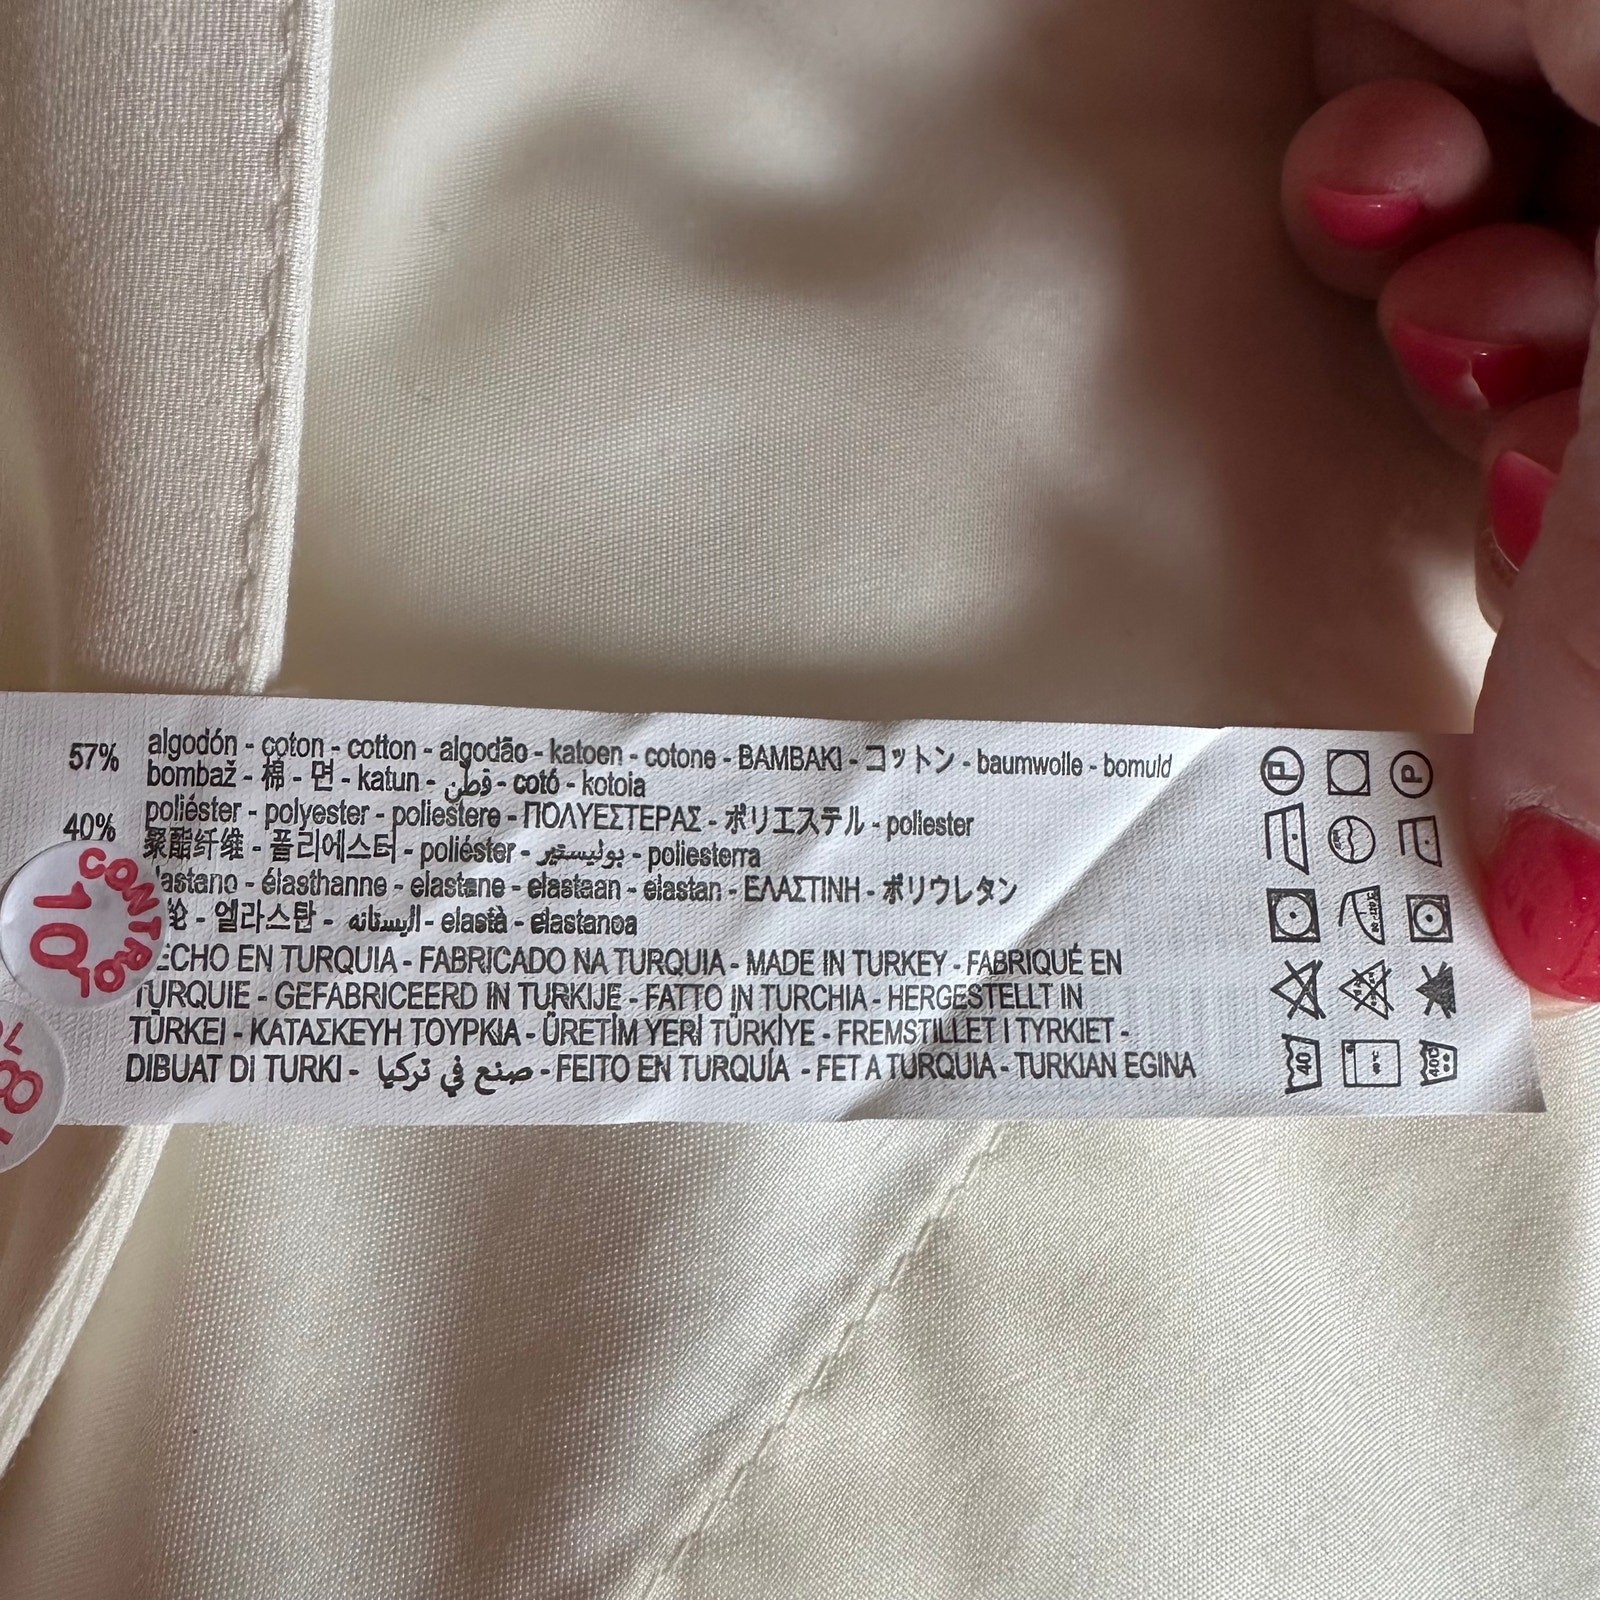 57% algodón - coton - cotton - algodão - katoen - cotone - BAMBAKI - コットン - baumwolle - bomuld
bombaž - 棉 - 면 - katun - قطن - cotó - kotoia
40% poliéster - polyester - poliestere - ΠΟΛΥΕΣΤΕΡΑΣ - ポリエステル - poliester
聚酯纤维 - 폴리에스터 - poliéster - بوليستير - poliesterra
- élasthanne - elastane - elastaan - elastan - ΕΛΑΣΤΙΝΗ - ポリウレタン
- 엘라스탄 - اليستانه - elastà - elastanoa
EN TURQUIA - FABRICADO NA TURQUIA - MADE IN TURKEY - FABRIQUÉ EN
TURQUIE - GEFABRICEERD IN TURKIJE - FATTO IN TURCHIA - HERGESTELLT IN
TÜRKEI - ΚΑΤΑΣΚΕΥΗ ΤΟΥΡΚΙΑ - ÜRETİM YERİ TÜRKİYE - FREMSTILLET I TYRKIET -
DIBUAT DI TURKI - صنع في تركيا - FEITO EN TURQUÍA - FET A TURQUIA - TURKIAN EGINA
P P
40 40C
CONTRO
10